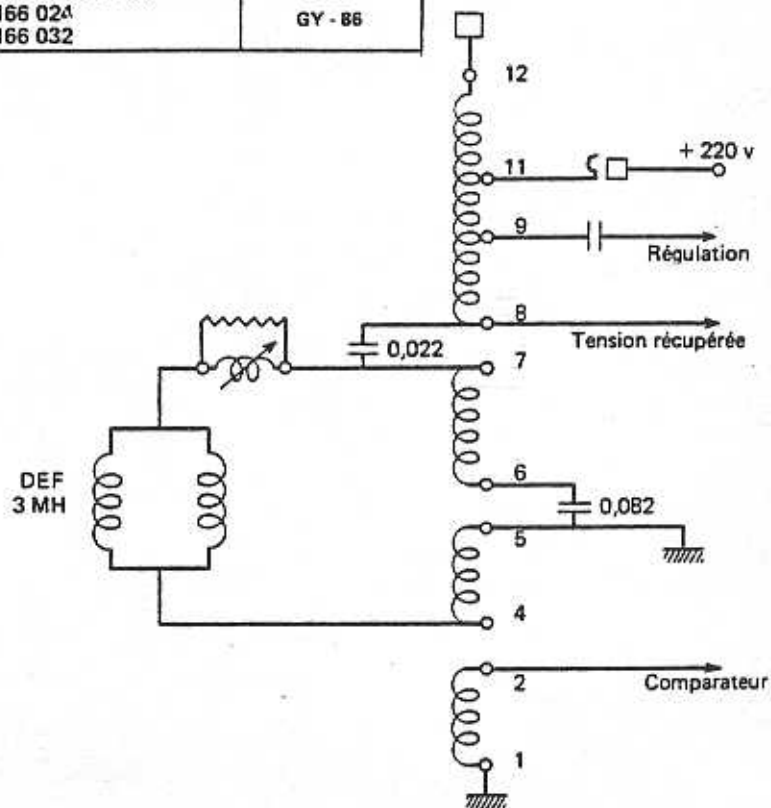 166 024
166 032
GY - 86
12
11
+ 220 v
9
Régulation
8
Tension récupérée
0,022
7
DEF
3 MH
6
0,082
5
4
2
Comparateur
1